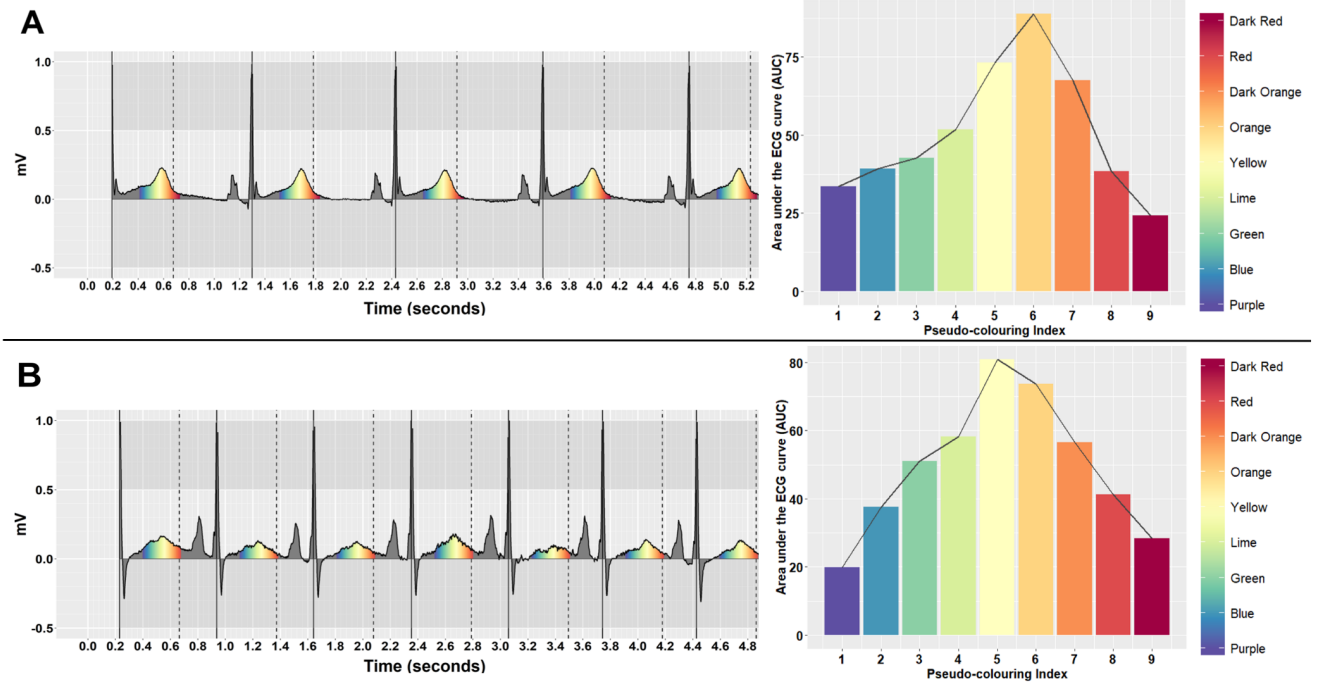 A
mV
1.0
0.5
0.0
-0.5
0.0 0.2 0.4 0.6 0.8 1.0 1.2 1.4 1.6 1.8 2.0 2.2 2.4 2.6 2.8 3.0 3.2 3.4 3.6 3.8 4.0 4.2 4.4 4.6 4.8 5.0 5.2
Time (seconds)
Area under the ECG curve (AUC)
75
50
25
0
1 2 3 4 5 6 7 8 9
Pseudo-colouring Index
Dark Red
Red
Dark Orange
Orange
Yellow
Lime
Green
Blue
Purple
B
mV
1.0
0.5
0.0
-0.5
0.0 0.2 0.4 0.6 0.8 1.0 1.2 1.4 1.6 1.8 2.0 2.2 2.4 2.6 2.8 3.0 3.2 3.4 3.6 3.8 4.0 4.2 4.4 4.6 4.8
Time (seconds)
Area under the ECG curve (AUC)
80
60
40
20
0
1 2 3 4 5 6 7 8 9
Pseudo-colouring Index
Dark Red
Red
Dark Orange
Orange
Yellow
Lime
Green
Blue
Purple